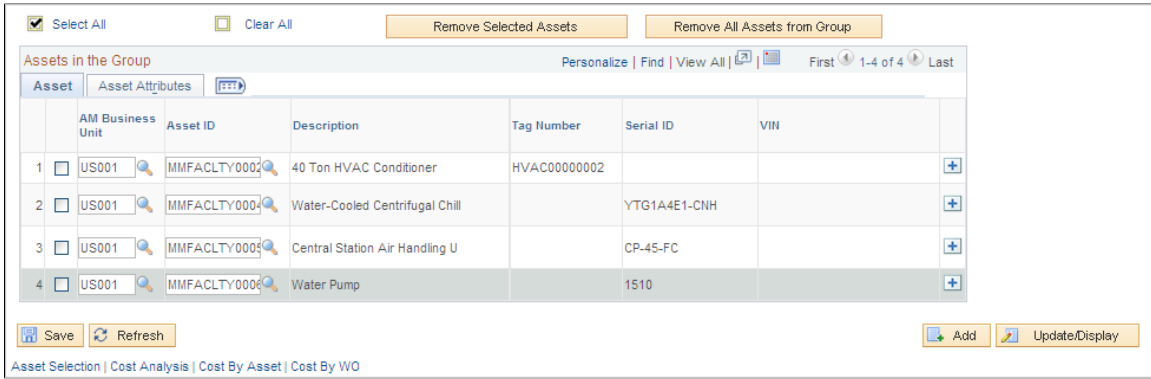 Select All Clear All Remove Selected Assets Remove All Assets from Group
Assets in the Group Personalize | Find | View All | | First 1-4 of 4 Last
Asset Asset Attributes
AM Business Unit Asset ID Description Tag Number Serial ID VIN
1 US001 MMFACLTY0002 40 Ton HVAC Conditioner HVAC00000002
2 US001 MMFACLTY0004 Water-Cooled Centrifugal Chill YTG1A4E1-CNH
3 US001 MMFACLTY0005 Central Station Air Handling U CP-45-FC
4 US001 MMFACLTY0006 Water Pump 1510
Save Refresh Add Update/Display
Asset Selection | Cost Analysis | Cost By Asset | Cost By WO